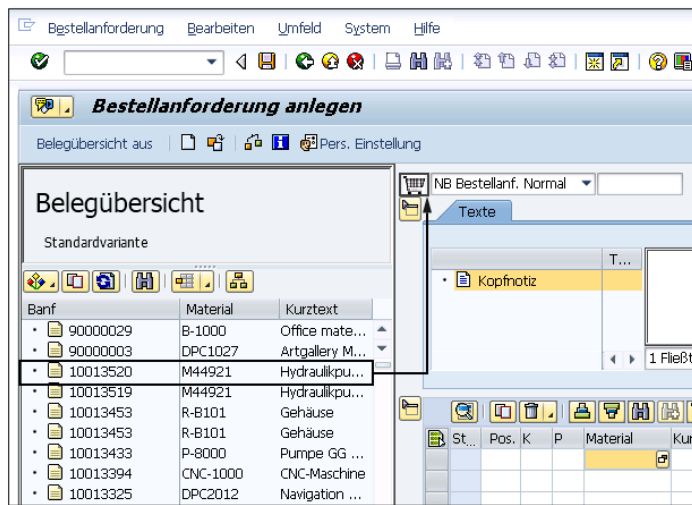 Bestellanforderung Bearbeiten Umfeld System Hilfe
Bestellanforderung anlegen
Belegübersicht aus Pers. Einstellung
NB Bestellanf. Normal
Belegübersicht
Texte
Standardvariante
T...
Kopfnotiz
Banf Material Kurztext
90000029 B-1000 Office mate...
90000003 DPC1027 Artgallery M...
1 Fließt
10013520 M44921 Hydraulikpu...
10013519 M44921 Hydraulikpu...
10013453 R-B101 Gehäuse
10013453 R-B101 Gehäuse
St... Pos. K P Material Kur
10013433 P-8000 Pumpe GG ...
10013394 CNC-1000 CNC-Maschine
10013325 DPC2012 Navigation ...